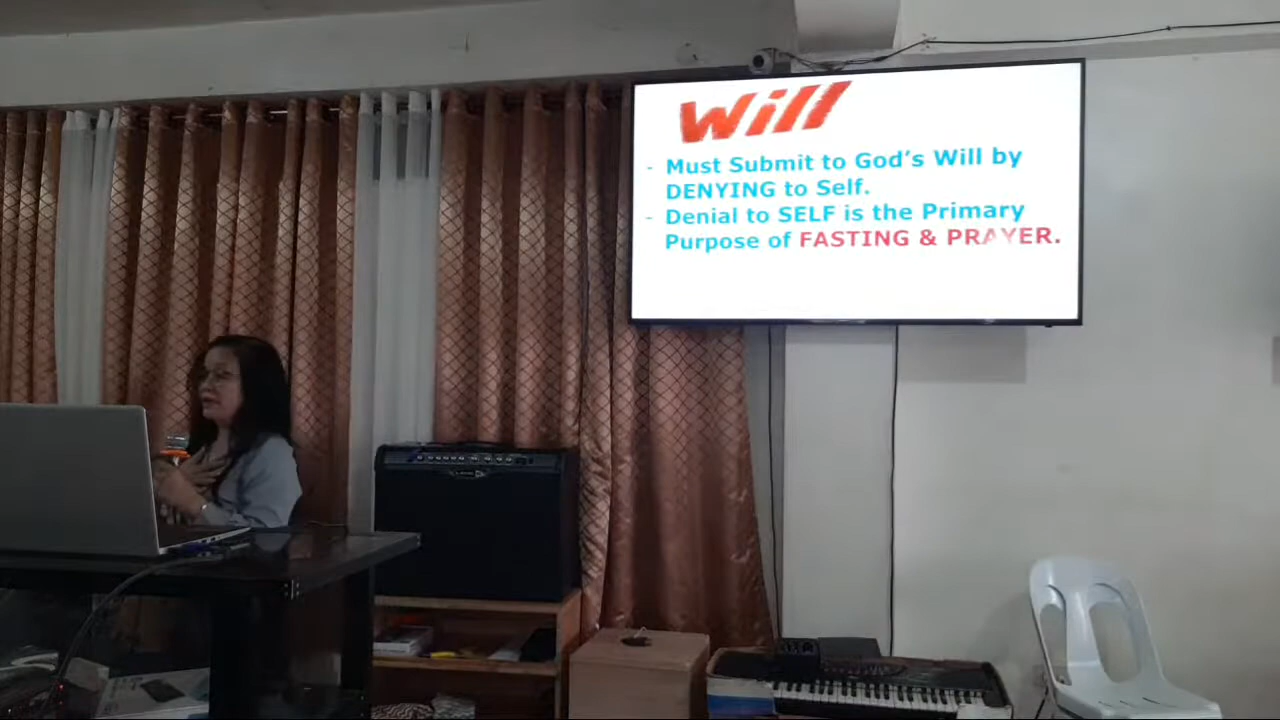 Will
- Must Submit to God's Will by
DENYING to Self.
- Denial to SELF is the Primary
Purpose of FASTING & PRAYER.